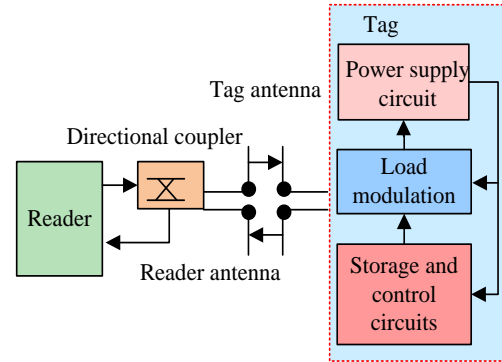 Tag
Power supply
circuit
Tag antenna
Directional coupler
Load
modulation
Reader
Reader antenna
Storage and
control
circuits